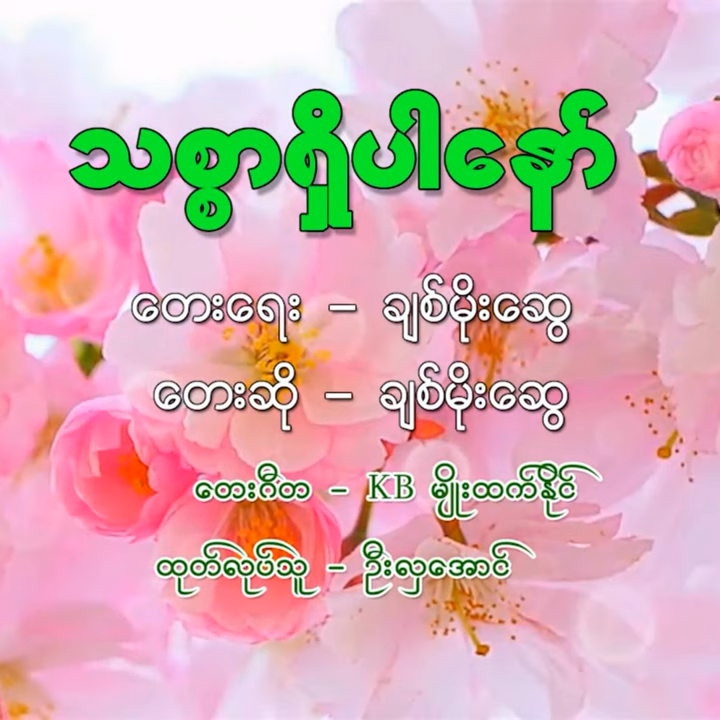 သစ္စာရှိပါနော်
တေးရေး – ချစ်မိုးဆွေ
တေးဆို – ချစ်မိုးဆွေ
တေးဂီတ – KB မျိုးထက်နိုင်
ထုတ်လုပ်သူ – ဦးလှအောင်